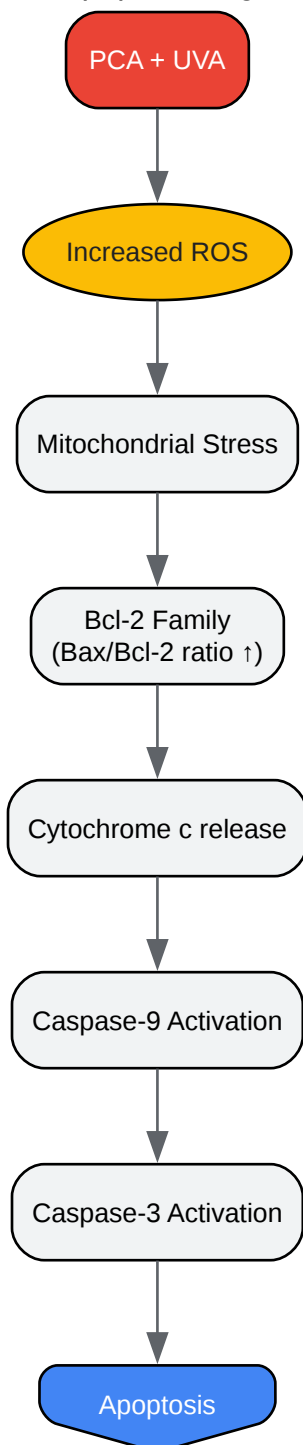 PCA + UVA
Increased ROS
Mitochondrial Stress
Bcl-2 Family
(Bax/Bcl-2 ratio ↑)
Cytochrome c release
Caspase-9 Activation
Caspase-3 Activation
Apoptosis